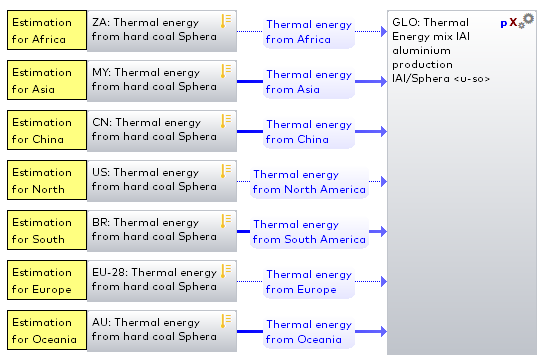 Estimation
for Africa
ZA: Thermal energy
from hard coal Sphera
Thermal energy
from Africa
GLO: Thermal
Energy mix IAI
aluminium
production
IAI/Sphera <u-so>
pX
Estimation
for Asia
MY: Thermal energy
from hard coal Sphera
Thermal energy
from Asia
Estimation
for China
CN: Thermal energy
from hard coal Sphera
Thermal energy
from China
Estimation
for North
US: Thermal energy
from hard coal Sphera
Thermal energy
from North America
Estimation
for South
BR: Thermal energy
from hard coal Sphera
Thermal energy
from South America
Estimation
for Europe
EU-28: Thermal energy
from hard coal Sphera
Thermal energy
from Europe
Estimation
for Oceania
AU: Thermal energy
from hard coal Sphera
Thermal energy
from Oceania